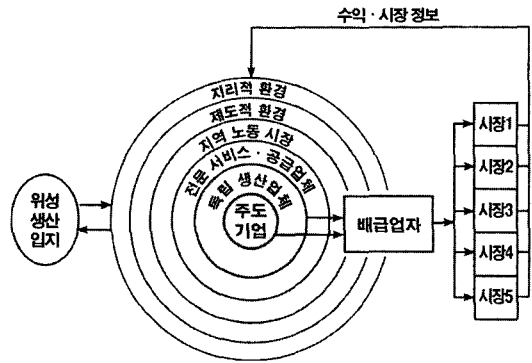 수익·시장 정보
지리적 환경
제도적 환경
지역 노동 시장
전문 서비스·공급업체
독립 생산업체
주도
기업
위성
생산
입지
배급업자
시장1
시장2
시장3
시장4
시장5